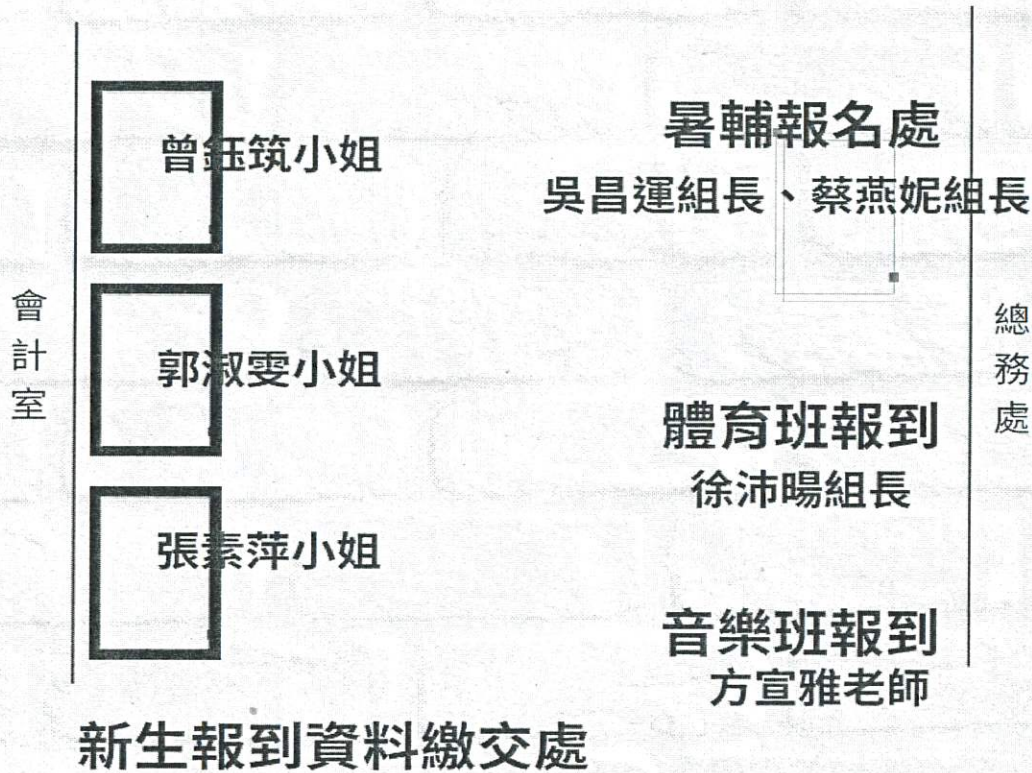 會計室
曾鈺筑小姐
郭淑雯小姐
張素萍小姐
新生報到資料繳交處
暑輔報名處
吳昌運組長、蔡燕妮組長
體育班報到
徐沛暘組長
音樂班報到
方宣雅老師
總務處